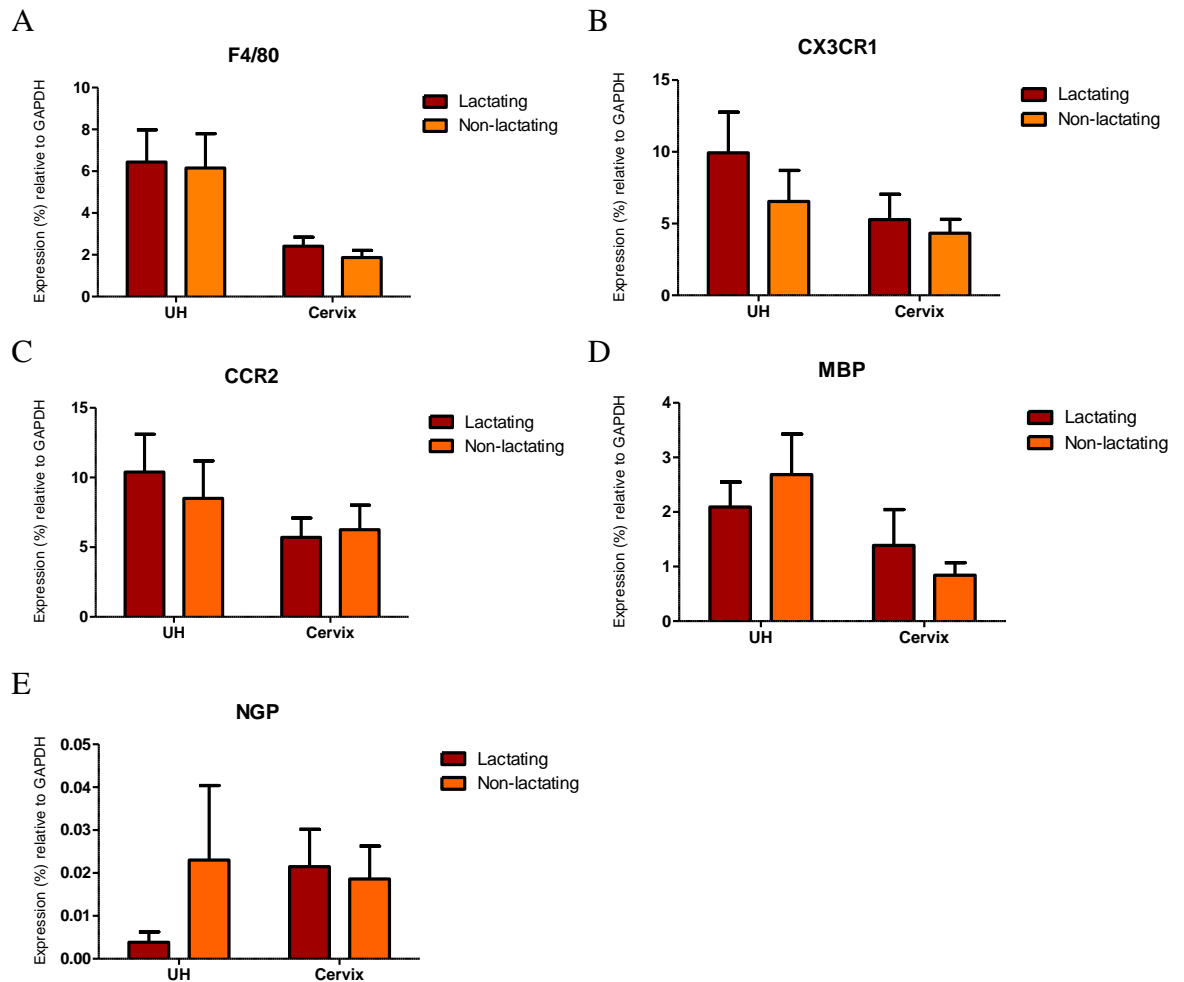 A
F4/80
Expression (%) relative to GAPDH
10
8
6
4
2
0
UH
Cervix
Lactating
Non-lactating
B
CX3CR1
Expression (%) relative to GAPDH
15
10
5
0
UH
Cervix
Lactating
Non-lactating
C
CCR2
Expression (%) relative to GAPDH
15
10
5
0
UH
Cervix
Lactating
Non-lactating
D
MBP
Expression (%) relative to GAPDH
4
3
2
1
0
UH
Cervix
Lactating
Non-lactating
E
NGP
Expression (%) relative to GAPDH
0.05
0.04
0.03
0.02
0.01
0.00
UH
Cervix
Lactating
Non-lactating